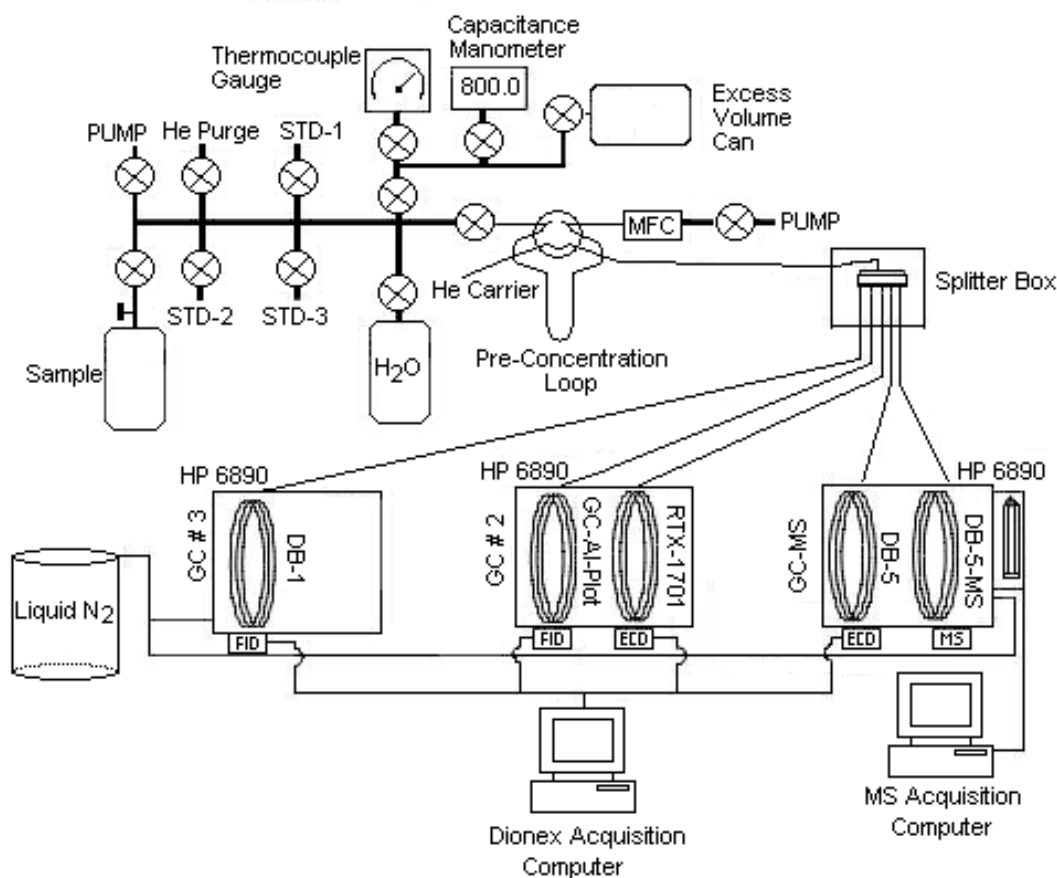 Capacitance
Manometer
Thermocouple
Gauge
800.0
Excess
Volume
Can
PUMP
He Purge
STD-1
MFC
PUMP
He Carrier
Splitter Box
STD-2
STD-3
Sample
H2O
Pre-Concentration
Loop
HP 6890
HP 6890
HP 6890
GC # 3
DB-1
GC # 2
GC-Al-Plot
RTX-1701
GC-MS
DB-5
DB-5-MS
Liquid N2
FID
FID
ECD
ECD
MS
Dionex Acquisition
Computer
MS Acquisition
Computer